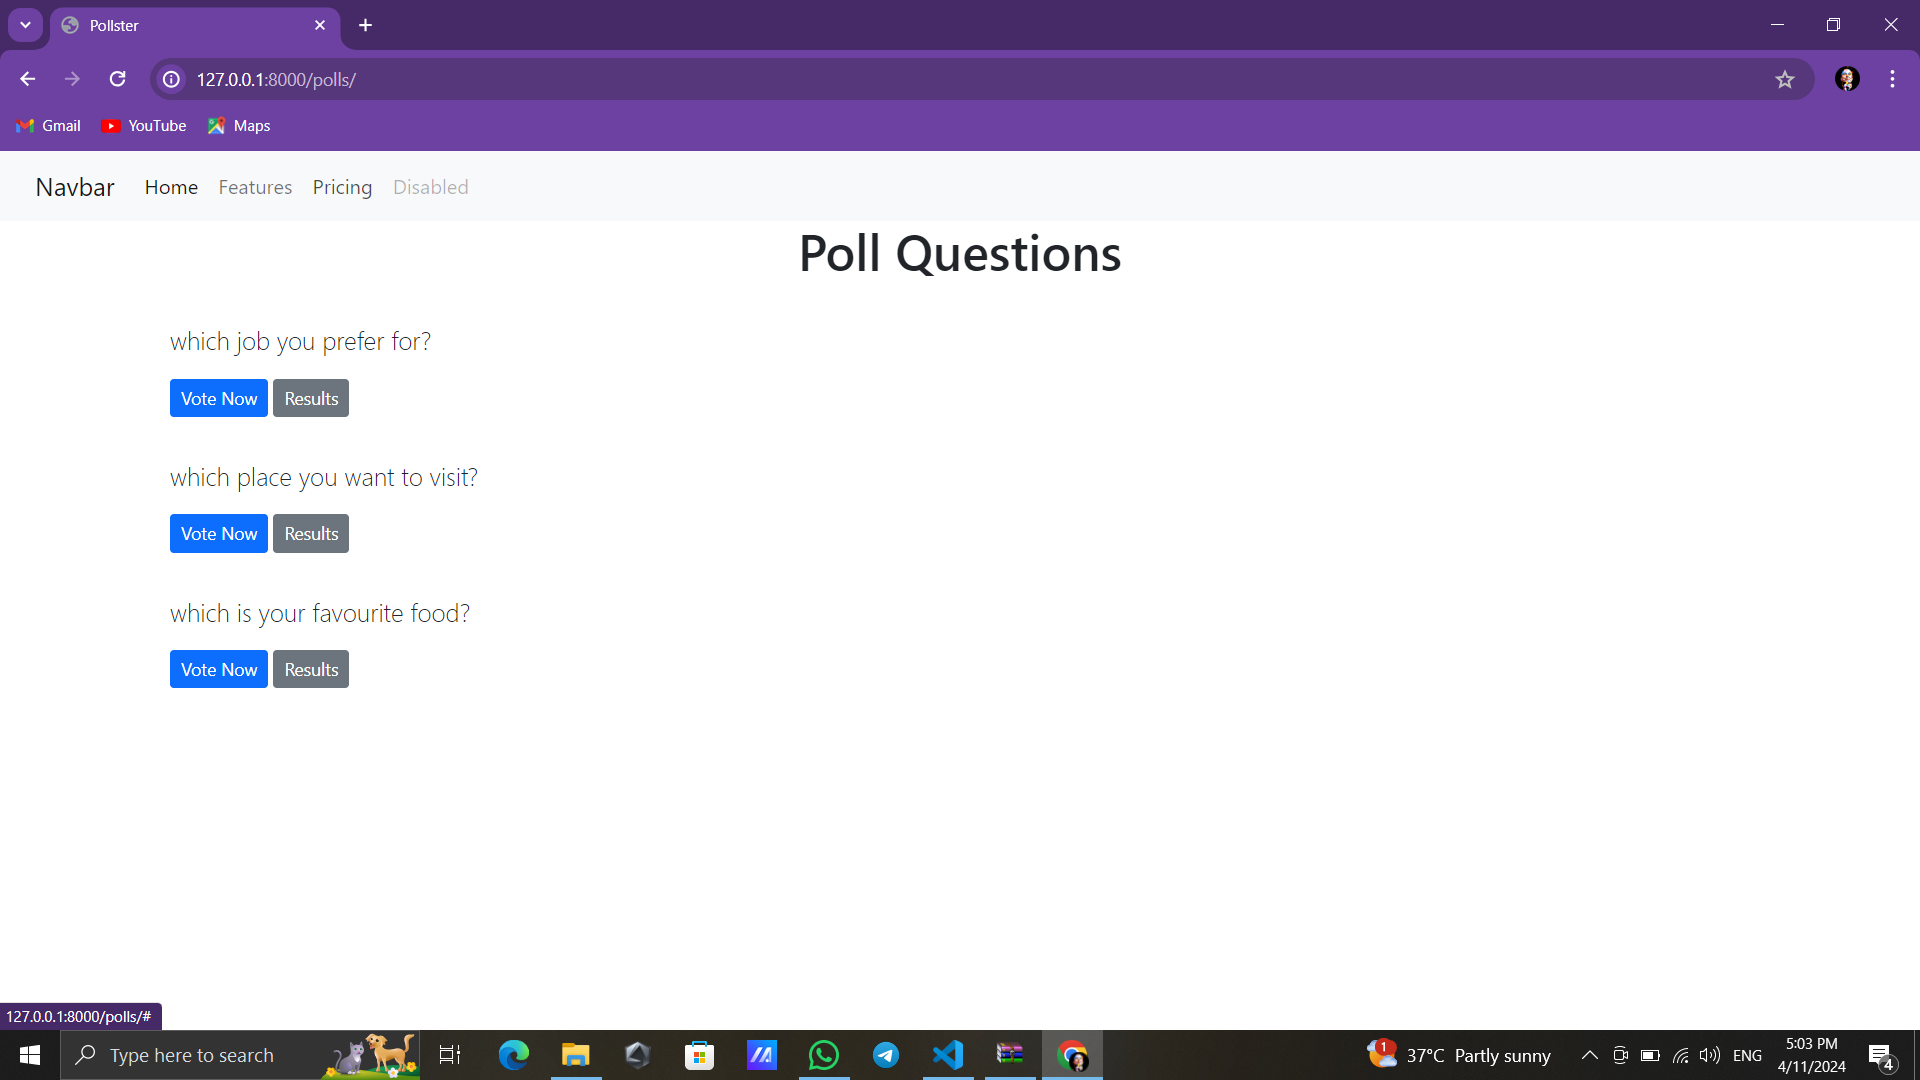 Pollster
127.0.0.1:8000/polls/
Gmail YouTube Maps
Navbar Home Features Pricing Disabled
Poll Questions
which job you prefer for?
Vote Now Results
which place you want to visit?
Vote Now Results
which is your favourite food?
Vote Now Results
127.0.0.1:8000/polls/#
Type here to search
1
37°C Partly sunny
ENG
5:03 PM
4/11/2024
4